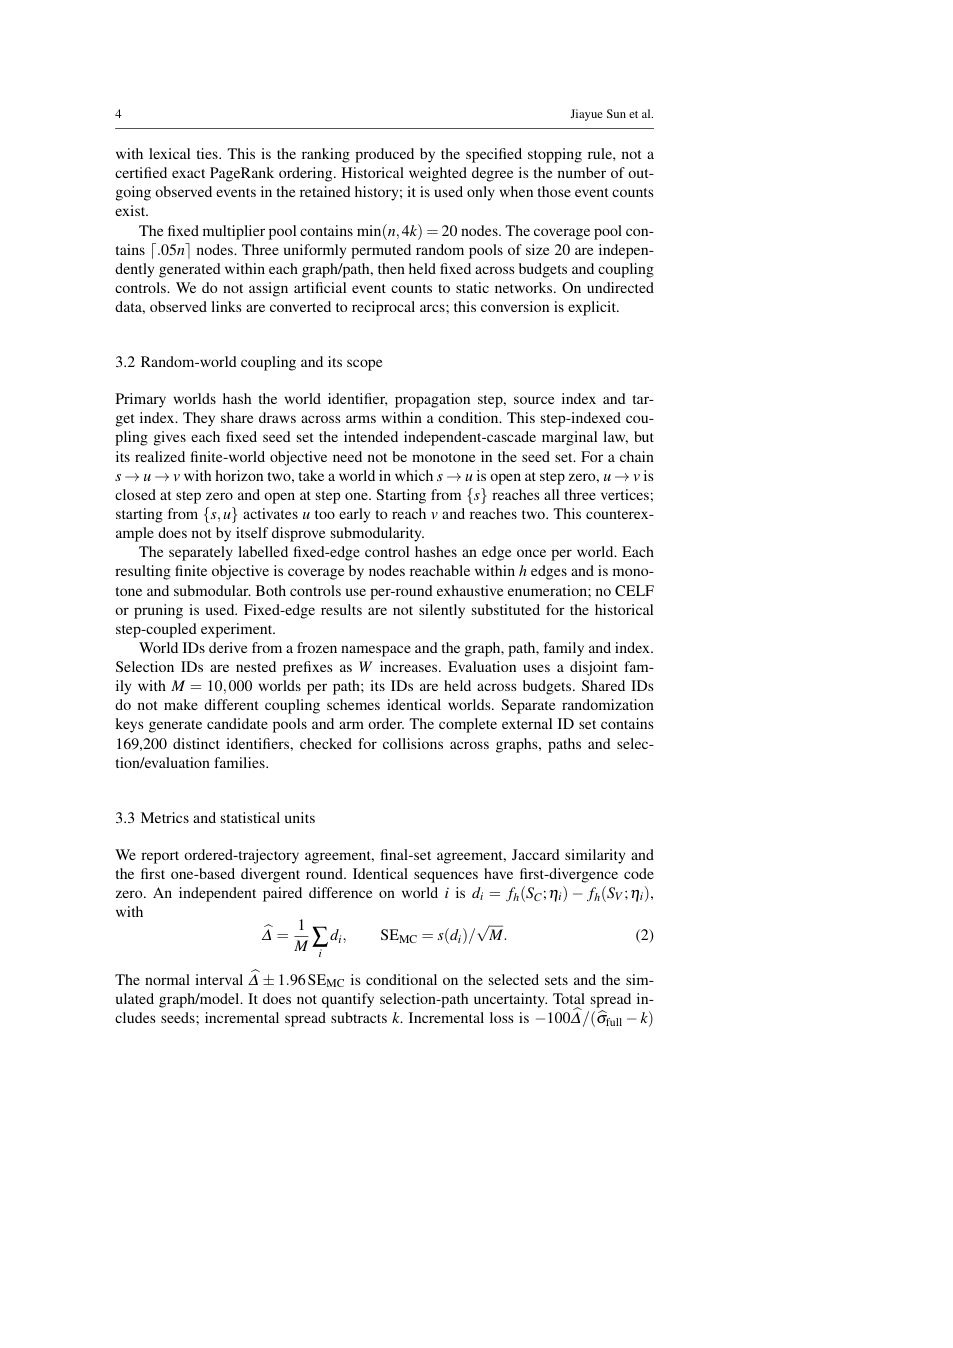 4 Jiayue Sun et al.
with lexical ties. This is the ranking produced by the specified stopping rule, not a
certified exact PageRank ordering. Historical weighted degree is the number of out-
going observed events in the retained history; it is used only when those event counts
exist.
The fixed multiplier pool contains min(n,4k) = 20 nodes. The coverage pool con-
tains ⌈.05n⌉ nodes. Three uniformly permuted random pools of size 20 are indepen-
dently generated within each graph/path, then held fixed across budgets and coupling
controls. We do not assign artificial event counts to static networks. On undirected
data, observed links are converted to reciprocal arcs; this conversion is explicit.
3.2 Random-world coupling and its scope
Primary worlds hash the world identifier, propagation step, source index and tar-
get index. They share draws across arms within a condition. This step-indexed cou-
pling gives each fixed seed set the intended independent-cascade marginal law, but
its realized finite-world objective need not be monotone in the seed set. For a chain
s → u → v with horizon two, take a world in which s → u is open at step zero, u → v is
closed at step zero and open at step one. Starting from {s} reaches all three vertices;
starting from {s,u} activates u too early to reach v and reaches two. This counterex-
ample does not by itself disprove submodularity.
The separately labelled fixed-edge control hashes an edge once per world. Each
resulting finite objective is coverage by nodes reachable within h edges and is mono-
tone and submodular. Both controls use per-round exhaustive enumeration; no CELF
or pruning is used. Fixed-edge results are not silently substituted for the historical
step-coupled experiment.
World IDs derive from a frozen namespace and the graph, path, family and index.
Selection IDs are nested prefixes as W increases. Evaluation uses a disjoint fam-
ily with M = 10,000 worlds per path; its IDs are held across budgets. Shared IDs
do not make different coupling schemes identical worlds. Separate randomization
keys generate candidate pools and arm order. The complete external ID set contains
169,200 distinct identifiers, checked for collisions across graphs, paths and selec-
tion/evaluation families.
3.3 Metrics and statistical units
We report ordered-trajectory agreement, final-set agreement, Jaccard similarity and
the first one-based divergent round. Identical sequences have first-divergence code
zero. An independent paired difference on world i is dᵢ = fₕ(S_C;ηᵢ) − fₕ(S_V;ηᵢ),
with
Δ̂ = 1/M ∑ᵢ dᵢ, SE_MC = s(dᵢ)/√M. (2)
The normal interval Δ̂ ± 1.96 SE_MC is conditional on the selected sets and the sim-
ulated graph/model. It does not quantify selection-path uncertainty. Total spread in-
cludes seeds; incremental spread subtracts k. Incremental loss is −100Δ̂/(σ̂_full − k)